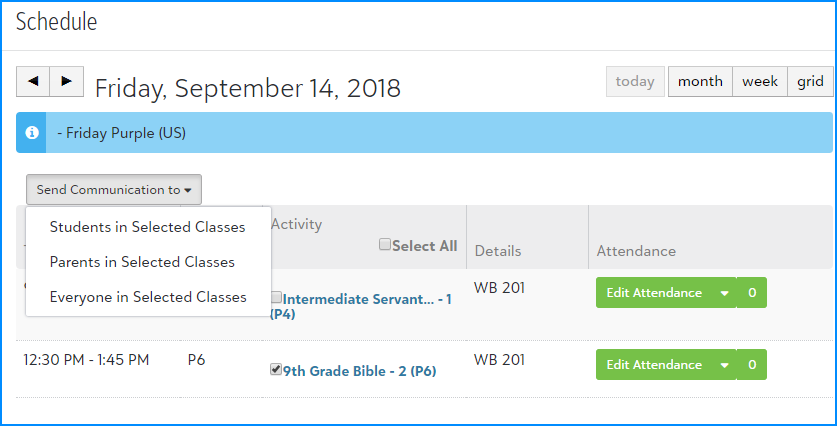 Schedule
Friday, September 14, 2018
today month week grid
- Friday Purple (US)
Send Communication to
Students in Selected Classes
Parents in Selected Classes
Everyone in Selected Classes
Activity
Select All
Details
Attendance
Intermediate Servant... - 1
(P4)
WB 201
Edit Attendance 0
12:30 PM - 1:45 PM P6 9th Grade Bible - 2 (P6) WB 201 Edit Attendance 0